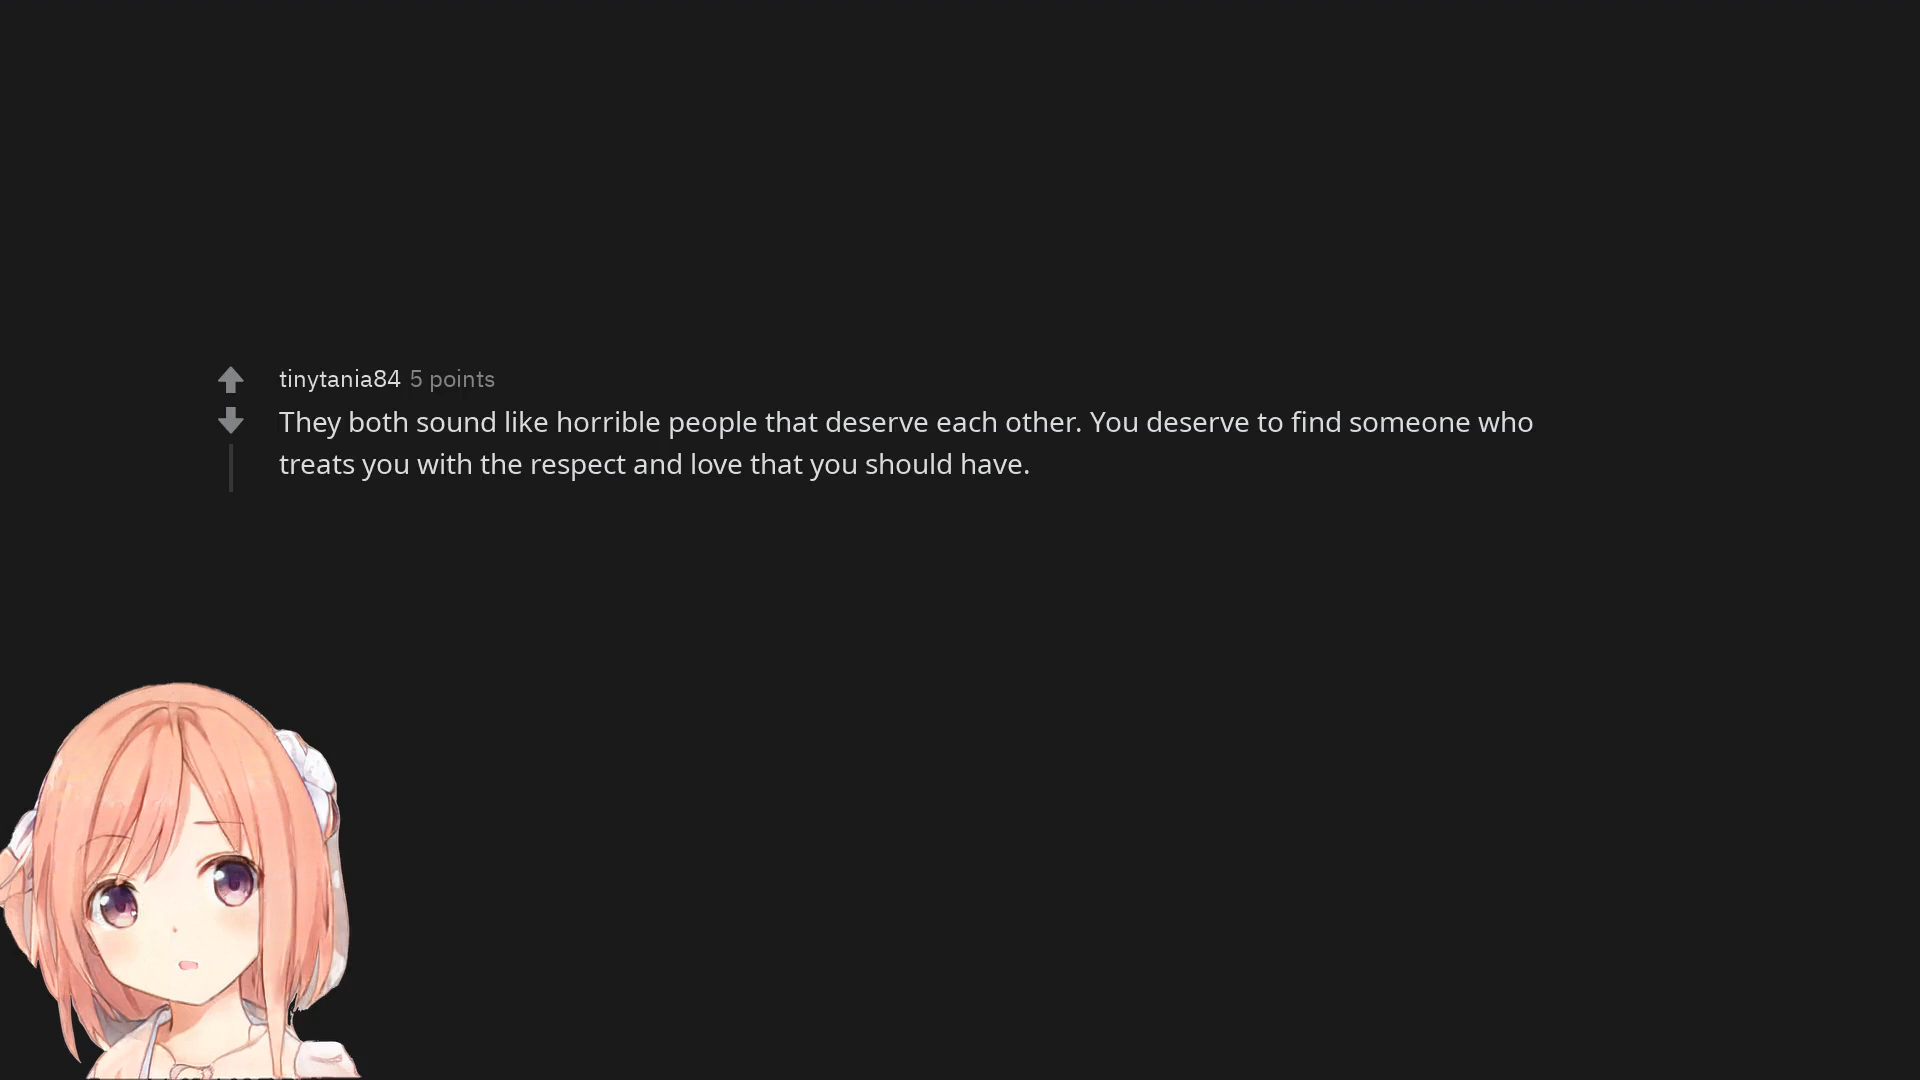 tinytania84 5 points
They both sound like horrible people that deserve each other. You deserve to find someone who
treats you with the respect and love that you should have.